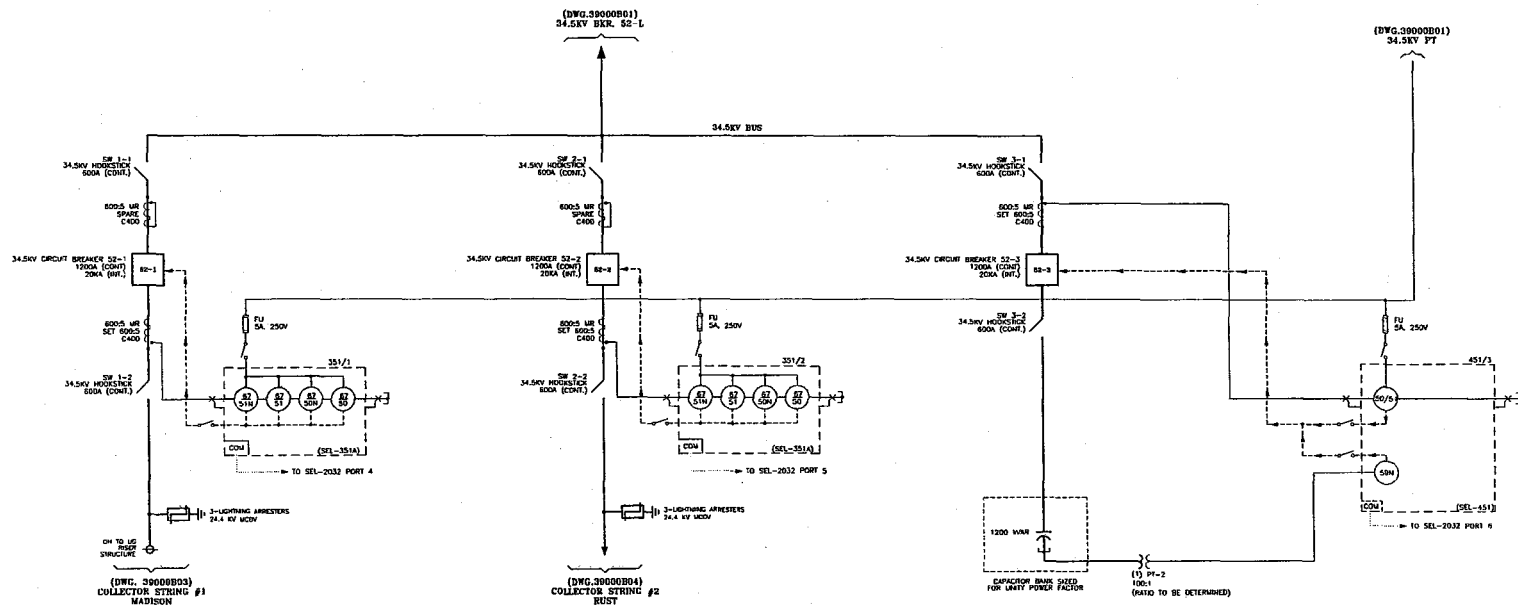 (DWG.39000B01)
34.5KV BKR. 52-L
(DWG.39000B01)
34.5KV PT
34.5KV BUS
SW 1-1
34.5KV HOOKSTICK
600A (CONT.)
SW 2-1
34.5KV HOOKSTICK
600A (CONT.)
SW 3-1
34.5KV HOOKSTICK
600A (CONT.)
600:5 MR
SPARE
C400
600:5 MR
SPARE
C400
600:5 MR
SET 600:5
C400
34.5KV CIRCUIT BREAKER 52-1
1200A (CONT)
20KA (INT.)
52-1
34.5KV CIRCUIT BREAKER 52-2
1200A (CONT)
20KA (INT.)
52-2
34.5KV CIRCUIT BREAKER 52-3
1200A (CONT)
20KA (INT.)
52-3
600:5 MR
SET 600:5
C400
FU
5A, 250V
600:5 MR
SET 600:5
C400
FU
5A, 250V
SW 3-2
34.5KV HOOKSTICK
600A (CONT.)
FU
5A, 250V
SW 1-2
34.5KV HOOKSTICK
600A (CONT.)
351/1
67
51N
67
51
67
50N
67
50
COM
(SEL-351A)
TO SEL-2032 PORT 4
SW 2-2
34.5KV HOOKSTICK
600A (CONT.)
351/2
67
51N
67
51
67
50N
67
50
COM
(SEL-351A)
TO SEL-2032 PORT 5
451/3
59N
COM
(SEL-451)
TO SEL-2032 PORT 6
3-LIGHTNING ARRESTERS
24.4 KV MCOV
3-LIGHTNING ARRESTERS
24.4 KV MCOV
OH TO UG
RISER
STRUCTURE
1200 KVAR
CAPACITOR BANK SIZED
FOR UNITY POWER FACTOR
(1) PT-2
100:1
(RATIO TO BE DETERMINED)
(DWG. 39000B03)
COLLECTOR STRING #1
MADISON
(DWG.39000B04)
COLLECTOR STRING #2
RUST